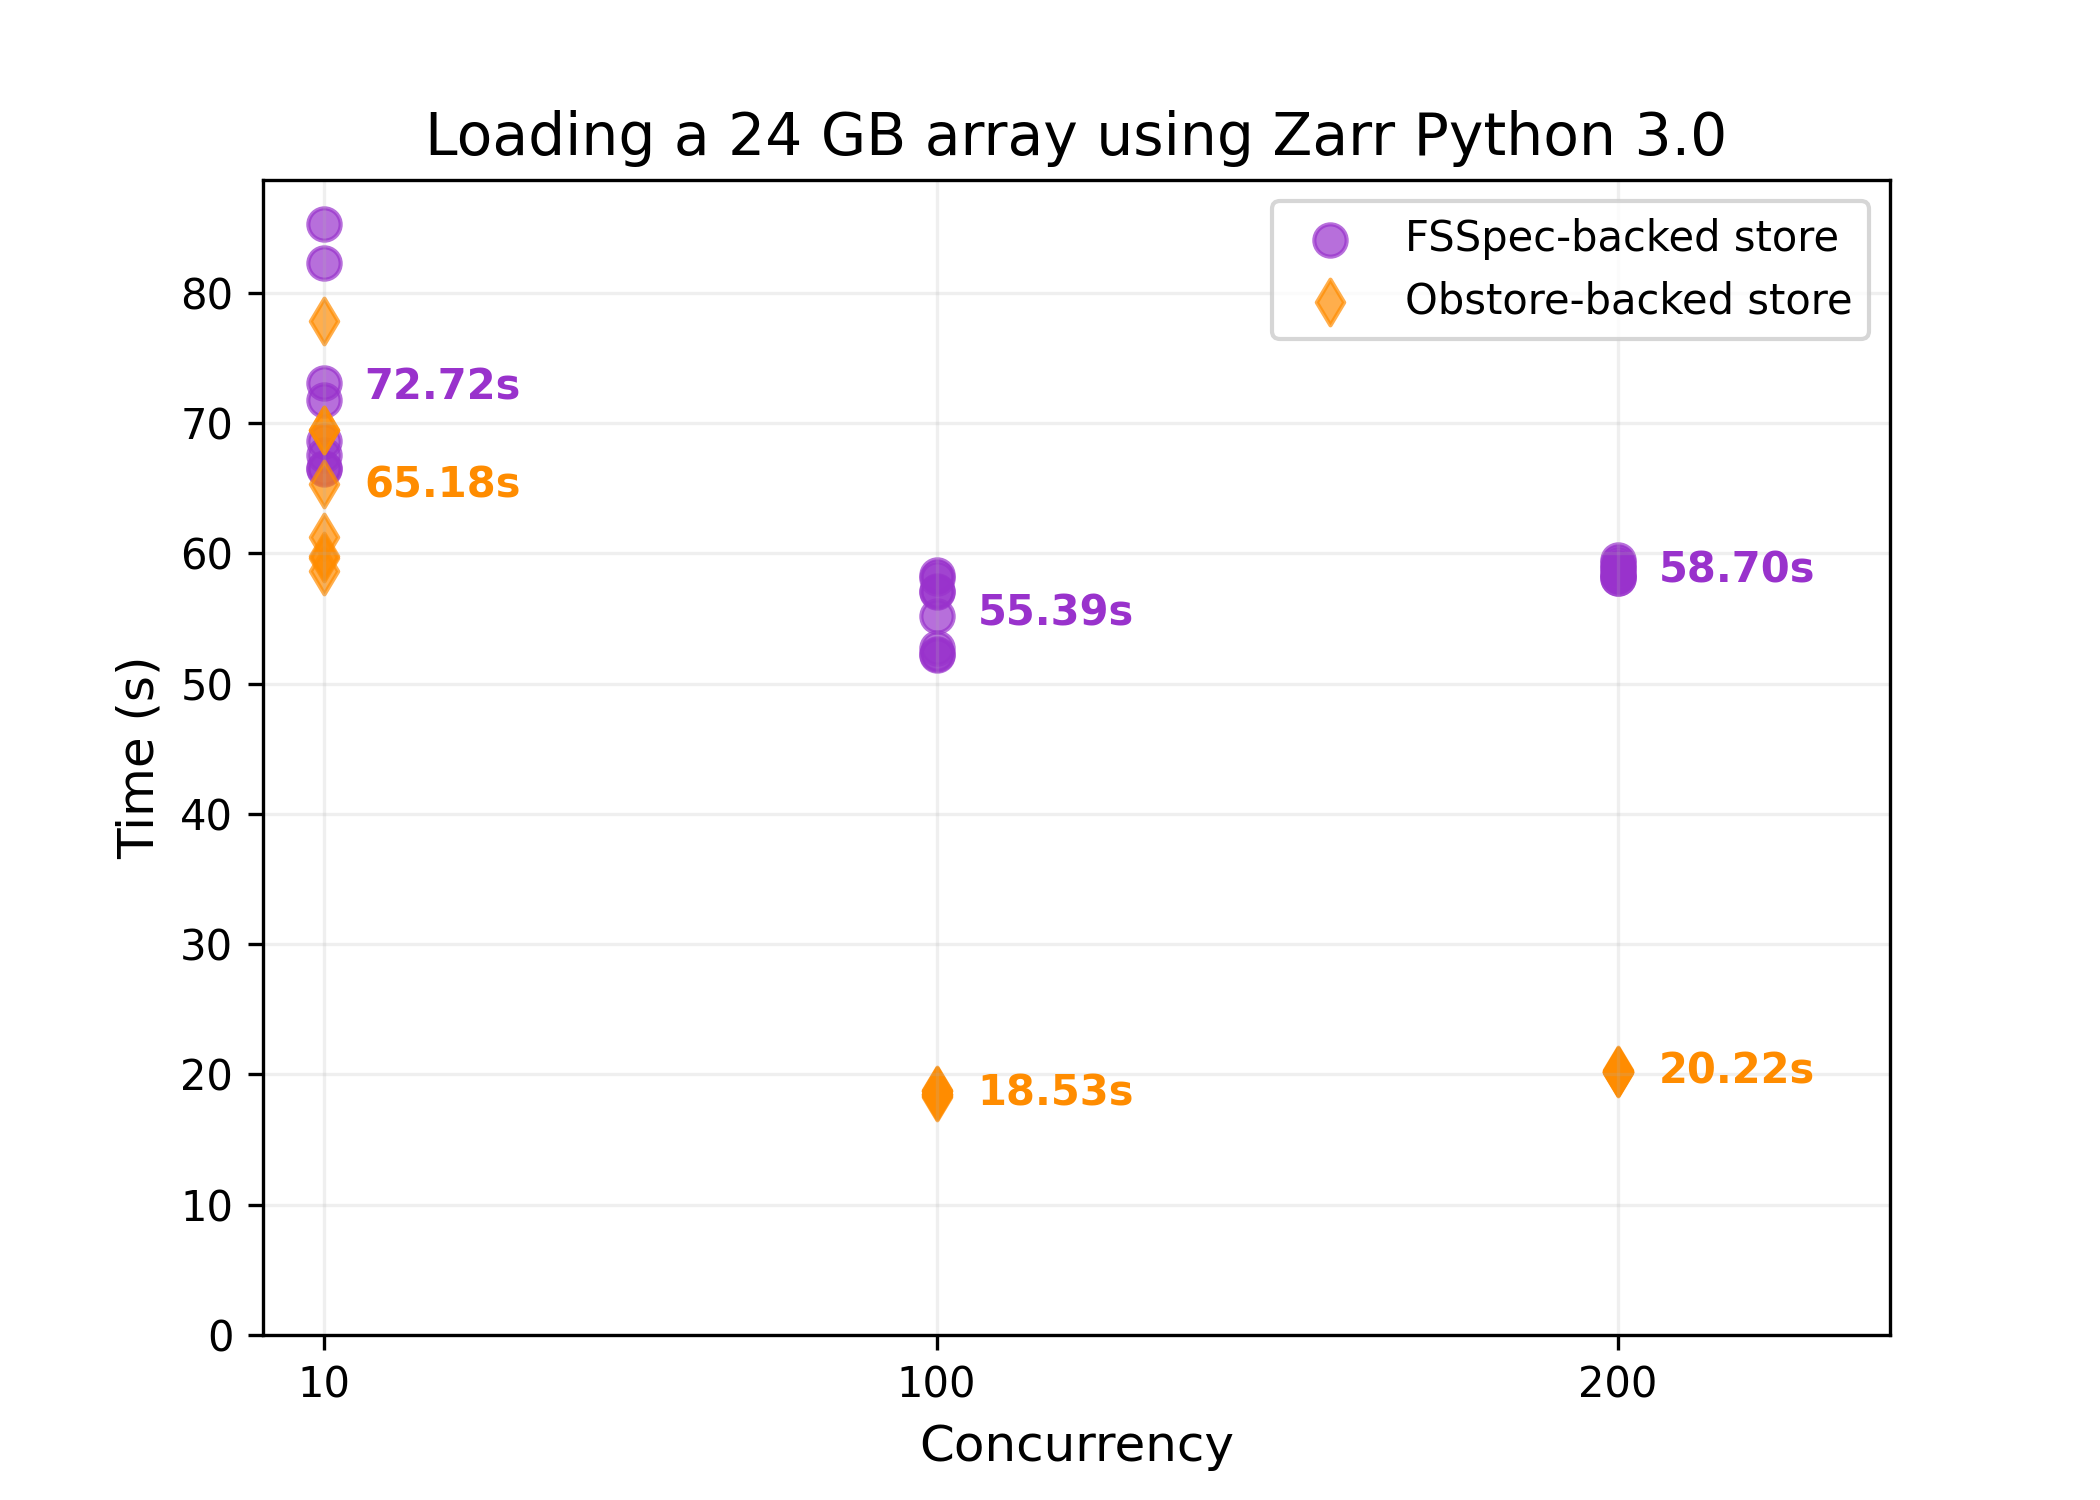 Loading a 24 GB array using Zarr Python 3.0
FSSpec-backed store
Obstore-backed store
80
70
60
50
40
30
20
10
0
Time (s)
72.72s
65.18s
55.39s
58.70s
18.53s
20.22s
10
100
200
Concurrency